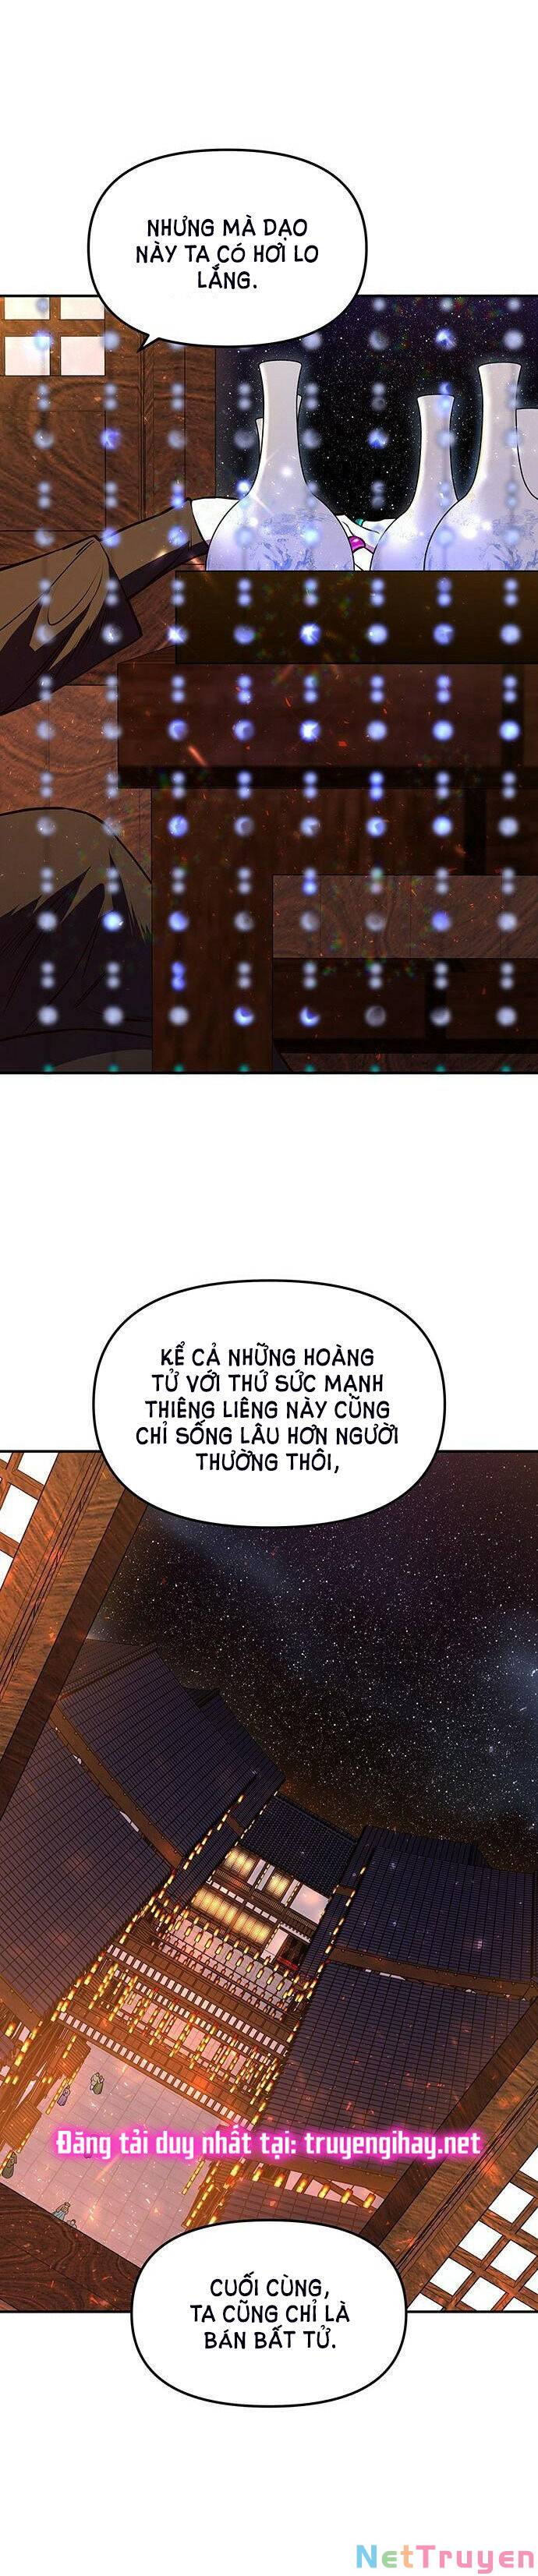 NHƯNG MÀ DẠO
NÀY TA CÓ HƠI LO
LẮNG.
KỂ CẢ NHỮNG HOÀNG
TỬ VỚI THỨ SỨC MẠNH
THIÊNG LIÊNG NÀY CŨNG
CHỈ SỐNG LÂU HƠN NGƯỜI
THƯỜNG THÔI,
Đăng tải duy nhất tại: truyengihay.net
CUỐI CÙNG,
TA CŨNG CHỈ LÀ
BÁN BẤT TỬ.
NetTruyen